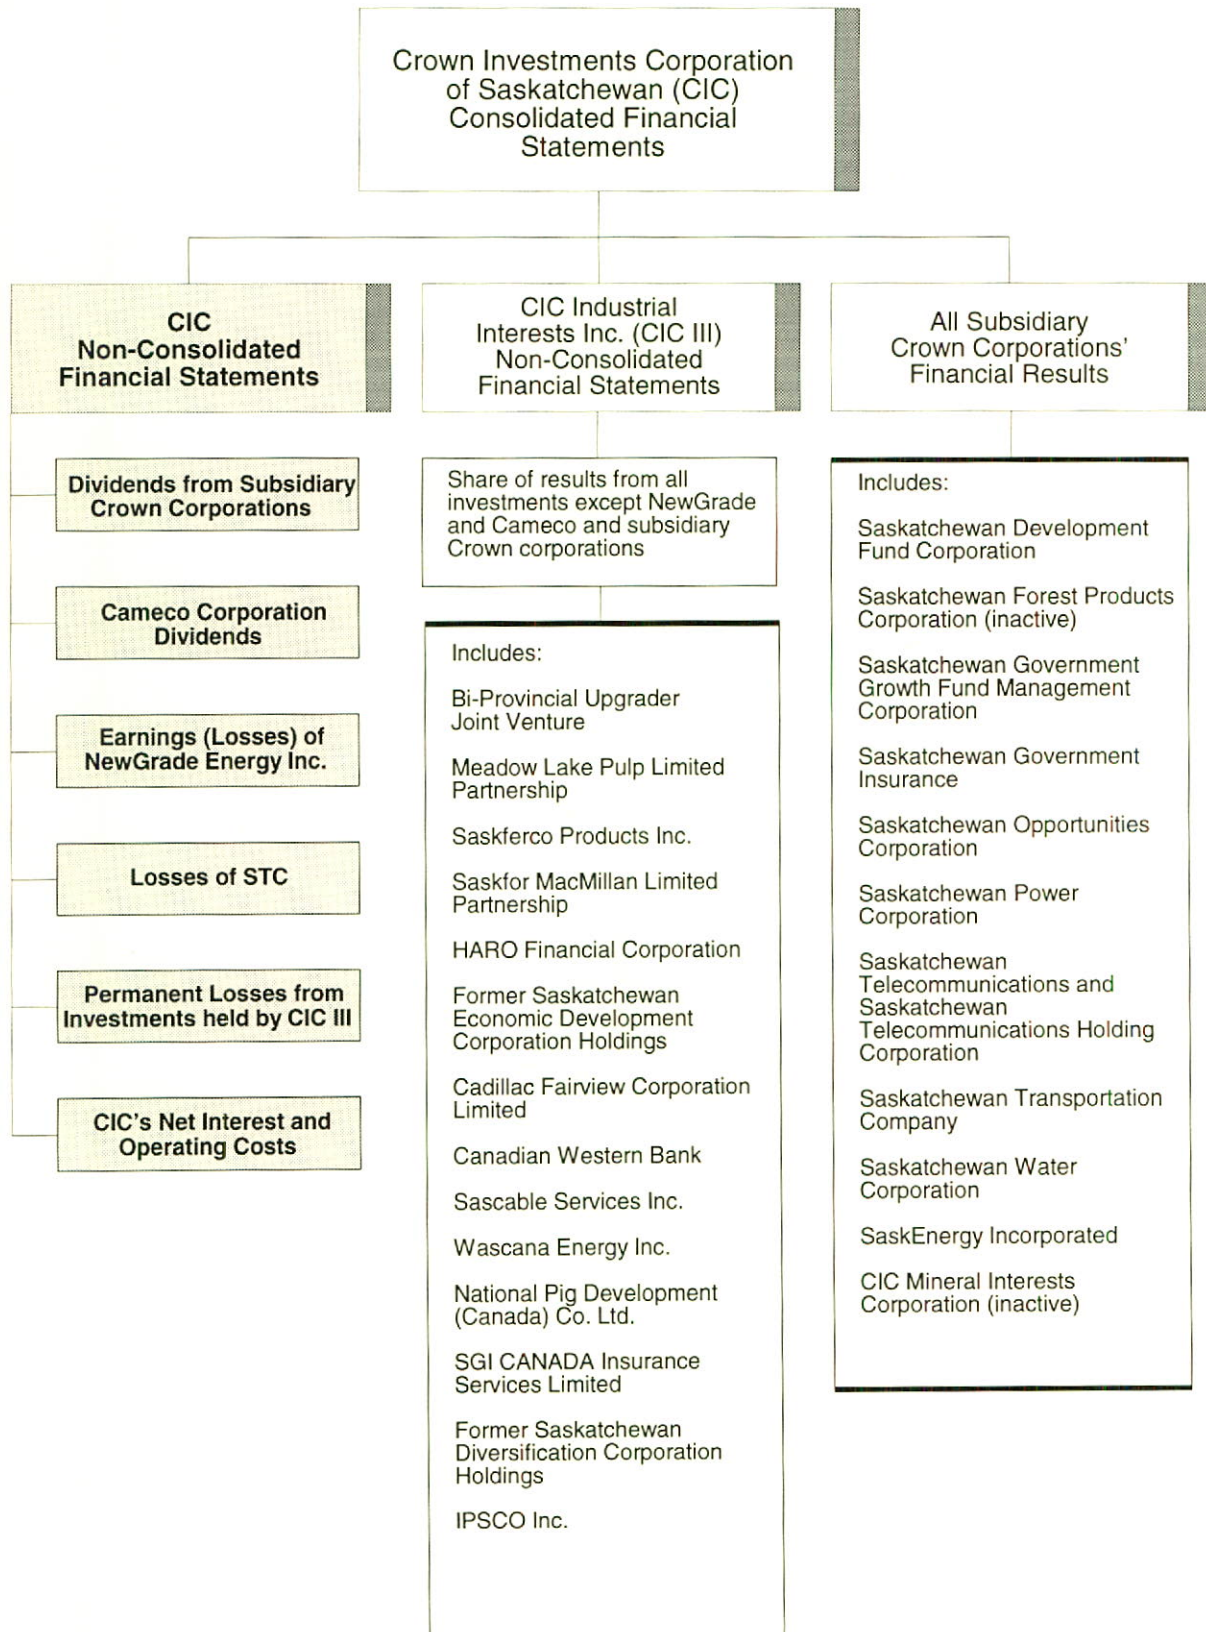 Crown Investments Corporation
of Saskatchewan (CIC)
Consolidated Financial
Statements
CIC
Non-Consolidated
Financial Statements
Dividends from Subsidiary
Crown Corporations
Cameco Corporation
Dividends
Earnings (Losses) of
NewGrade Energy Inc.
Losses of STC
Permanent Losses from
Investments held by CIC III
CIC's Net Interest and
Operating Costs
CIC Industrial
Interests Inc. (CIC III)
Non-Consolidated
Financial Statements
Share of results from all
investments except NewGrade
and Cameco and subsidiary
Crown corporations
Includes:
Bi-Provincial Upgrader
Joint Venture
Meadow Lake Pulp Limited
Partnership
Saskferco Products Inc.
Saskfor MacMillan Limited
Partnership
HARO Financial Corporation
Former Saskatchewan
Economic Development
Corporation Holdings
Cadillac Fairview Corporation
Limited
Canadian Western Bank
Sascable Services Inc.
Wascana Energy Inc.
National Pig Development
(Canada) Co. Ltd.
SGI CANADA Insurance
Services Limited
Former Saskatchewan
Diversification Corporation
Holdings
IPSCO Inc.
All Subsidiary
Crown Corporations'
Financial Results
Includes:
Saskatchewan Development
Fund Corporation
Saskatchewan Forest Products
Corporation (inactive)
Saskatchewan Government
Growth Fund Management
Corporation
Saskatchewan Government
Insurance
Saskatchewan Opportunities
Corporation
Saskatchewan Power
Corporation
Saskatchewan
Telecommunications and
Saskatchewan
Telecommunications Holding
Corporation
Saskatchewan Transportation
Company
Saskatchewan Water
Corporation
SaskEnergy Incorporated
CIC Mineral Interests
Corporation (inactive)